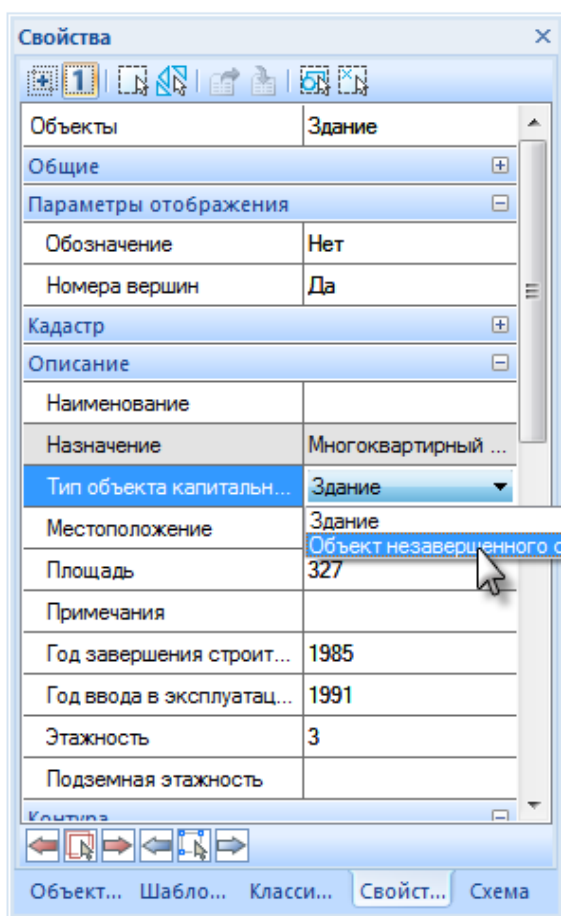 Свойства
1
Объекты Здание
Общие
Параметры отображения
Обозначение Нет
Номера вершин Да
Кадастр
Описание
Наименование
Назначение Многоквартирный ...
Тип объекта капитальн... Здание
Здание
Местоположение
Объект незавершенного с
Площадь 327
Примечания
Год завершения строит... 1985
Год ввода в эксплуатац... 1991
Этажность 3
Подземная этажность
Контура
Объект... Шабло... Класси... Свойст... Схема